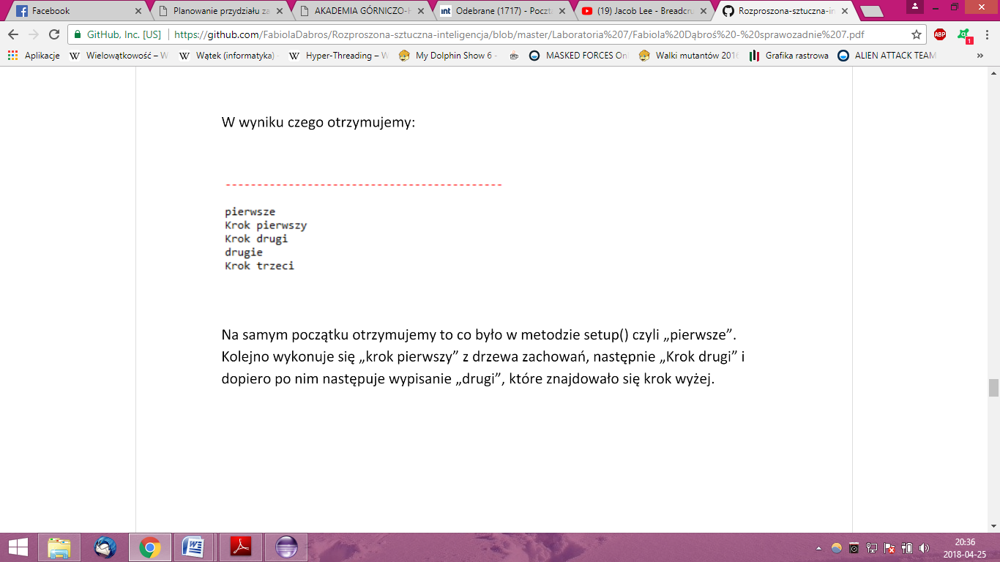 Facebook
Planowanie przydziału za
AKADEMIA GÓRNICZO-H
int Odebrane (1717) - Poczt
(19) Jacob Lee - Breadcru
Rozproszona-sztuczna-in
GitHub, Inc. [US] https://github.com/FabiolaDabros/Rozproszona-sztuczna-inteligencja/blob/master/Laboratoria%207/Fabiola%20Dąbroś%20-%20sprawozadnie%207.pdf
ABP
1
Aplikacje
W Wielowątkowość – W
W Wątek (informatyka) -
W Hyper-Threading – W
My Dolphin Show 6 -
MASKED FORCES Onl
Walki mutantów 2016
Grafika rastrowa
ALIEN ATTACK TEAM
»
W wyniku czego otrzymujemy:
-------------------------------------------
pierwsze
Krok pierwszy
Krok drugi
drugie
Krok trzeci
Na samym początku otrzymujemy to co było w metodzie setup() czyli „pierwsze”.
Kolejno wykonuje się „krok pierwszy” z drzewa zachowań, następnie „Krok drugi” i
dopiero po nim następuje wypisanie „drugi”, które znajdowało się krok wyżej.
20:36
2018-04-25